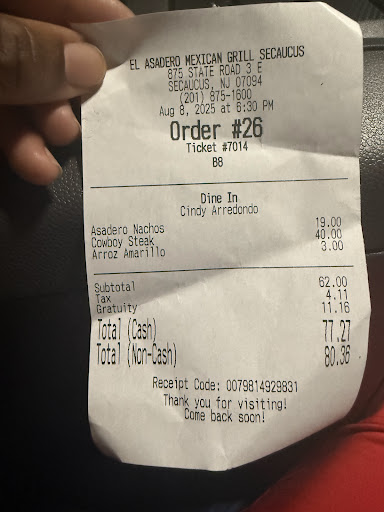 EL ASADERO MEXICAN GRILL SECAUCUS
875 STATE ROAD 3 E
SECAUCUS, NJ 07094
(201) 875-1600
Aug 8, 2025 at 6:30 PM
Order #26
Ticket #7014
B8
Dine In
Cindy Arredondo
Asadero Nachos 19.00
Cowboy Steak 40.00
Arroz Amarillo 3.00
Subtotal 62.00
Tax 4.11
Gratuity 11.16
Total (Cash) 77.27
Total (Non-Cash) 80.36
Receipt Code: 0079814929831
Thank you for visiting!
Come back soon!